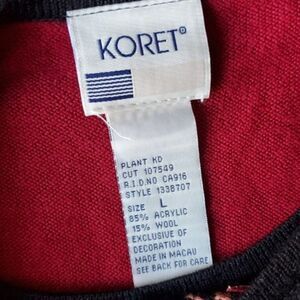 KORET®
PLANT KD
CUT 107549
R.I.D.NO CA916
STYLE 1338707
SIZE L
85% ACRYLIC
15% WOOL
EXCLUSIVE OF
DECORATION
MADE IN MACAU
SEE BACK FOR CARE